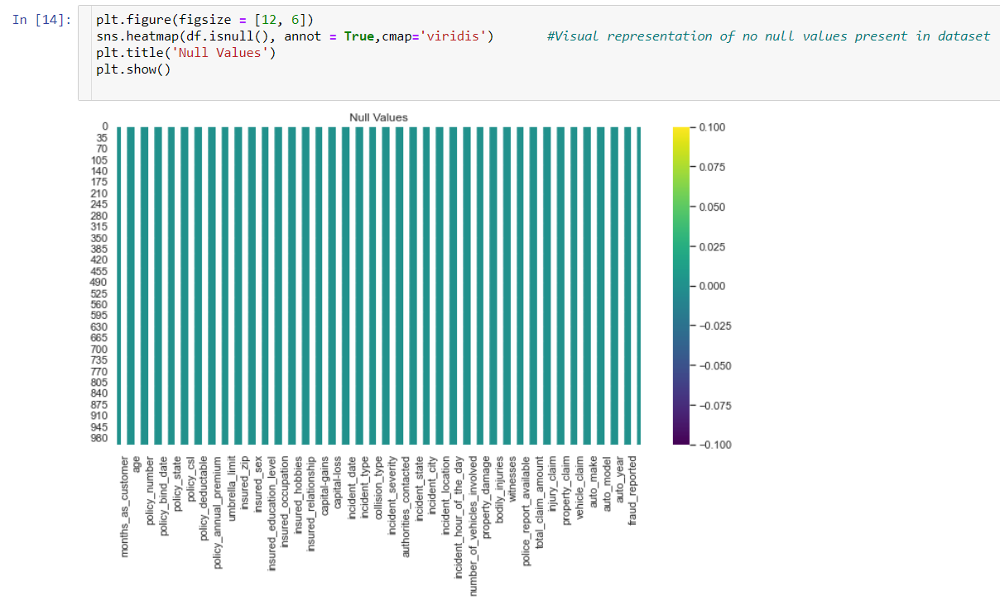 In [14]:
plt.figure(figsize = [12, 6])
sns.heatmap(df.isnull(), annot = True,cmap='viridis') #Visual representation of no null values present in dataset
plt.title('Null Values')
plt.show()
Null Values
0
35
70
105
140
175
210
245
280
315
350
385
420
455
490
525
560
595
630
665
700
735
770
805
840
875
910
945
980
0.100
0.075
0.050
0.025
0.000
−0.025
−0.050
−0.075
−0.100
months_as_customer
age
policy_number
policy_bind_date
policy_state
policy_csl
policy_deductable
policy_annual_premium
umbrella_limit
insured_zip
insured_sex
insured_education_level
insured_occupation
insured_hobbies
insured_relationship
capital-gains
capital-loss
incident_date
incident_type
collision_type
incident_severity
authorities_contacted
incident_state
incident_city
incident_location
incident_hour_of_the_day
number_of_vehicles_involved
property_damage
bodily_injuries
witnesses
police_report_available
total_claim_amount
injury_claim
property_claim
vehicle_claim
auto_make
auto_model
auto_year
fraud_reported